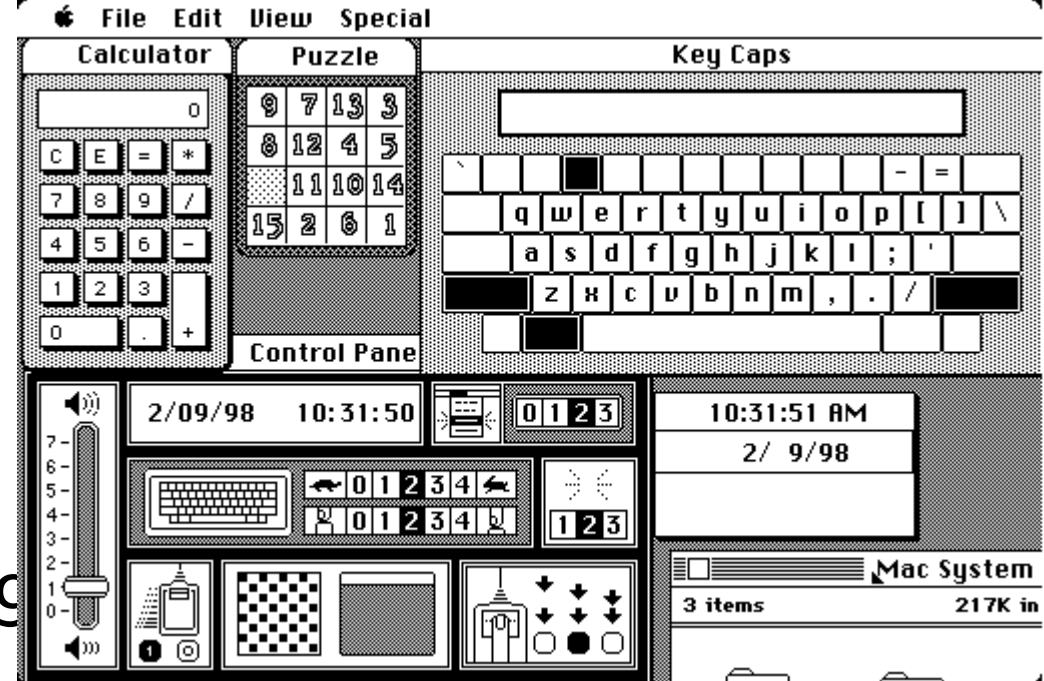 File Edit View Special
Calculator
0
C E = *
7 8 9 /
4 5 6 -
1 2 3
0 . +
Puzzle
9 7 13 3
8 12 4 5
11 10 14
15 2 6 1
Key Caps
` - =
q w e r t y u i o p [ ] \
a s d f g h j k l ; '
z x c v b n m , . /
Control Pane
7-
6-
5-
4-
3-
2-
1
0-
2/09/98 10:31:50
0 1 2 3
0 1 2 3 4
0 1 2 3 4
1 2 3
1 0
10:31:51 AM
2/ 9/98
Mac System
3 items 217K in